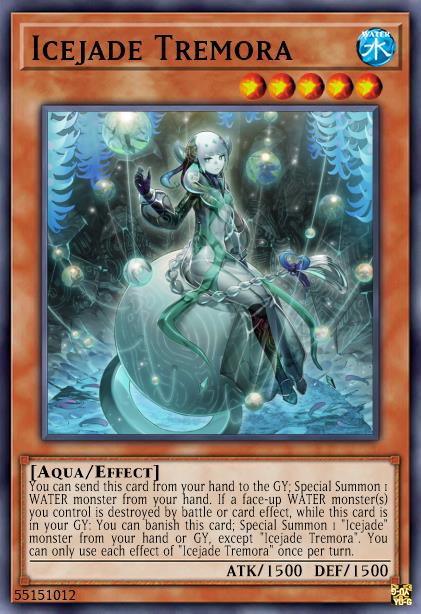 Icejade Tremora
WATER
水
[Aqua/Effect]
You can send this card from your hand to the GY; Special Summon 1
WATER monster from your hand. If a face-up WATER monster(s)
you control is destroyed by battle or card effect, while this card is
in your GY: You can banish this card; Special Summon 1 "Icejade"
monster from your hand or GY, except "Icejade Tremora". You
can only use each effect of "Icejade Tremora" once per turn.
ATK/1500 DEF/1500
55151012